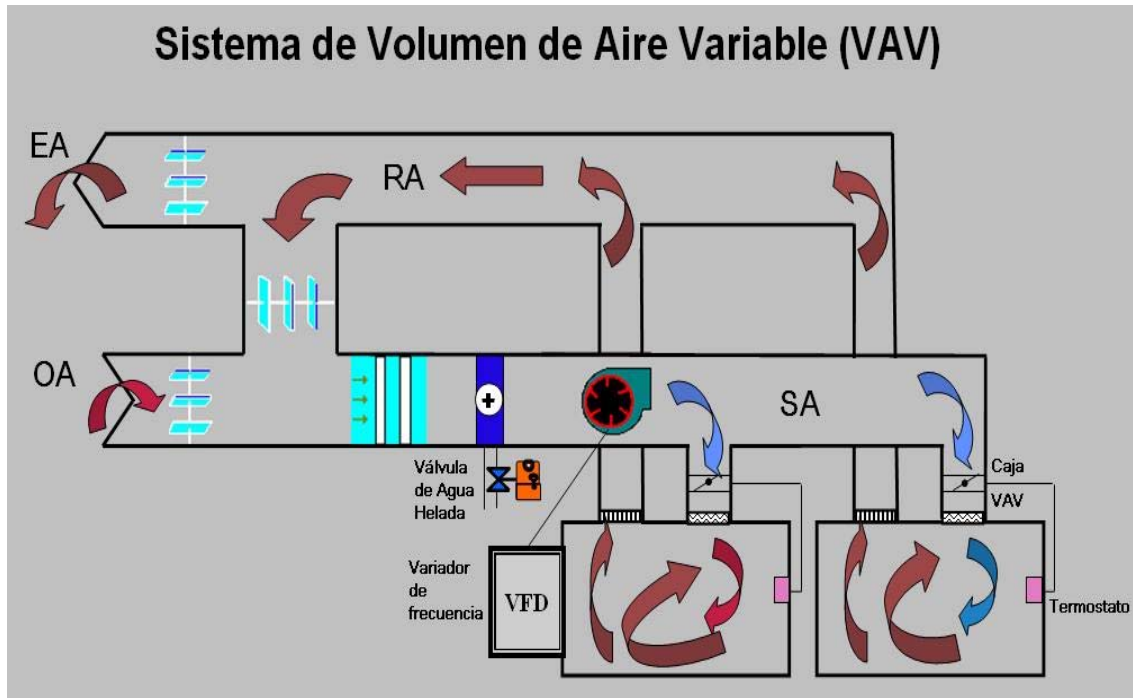 Sistema de Volumen de Aire Variable (VAV)
EA
RA
OA
SA
Válvula
de Agua
Helada
Caja
VAV
Variador
de
frecuencia
VFD
Termostato